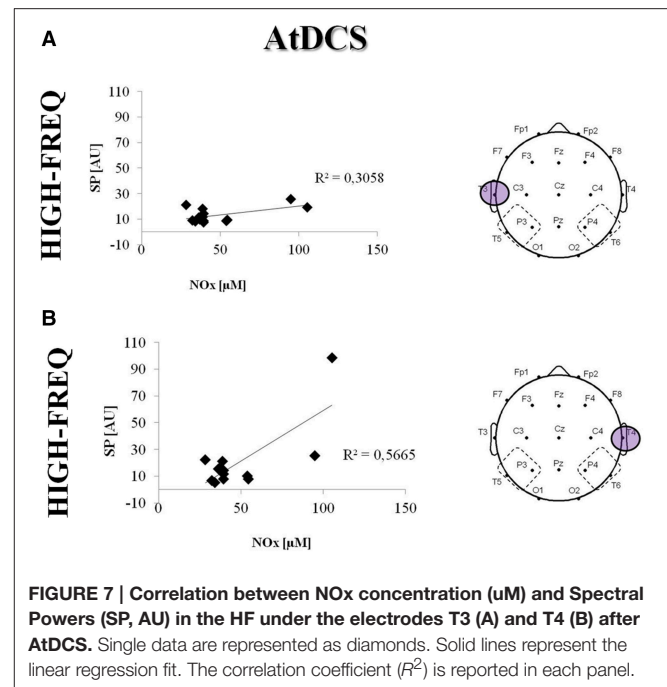 A
AtDCS
HIGH-FREQ
SP [AU]
110
90
70
50
30
10
-10
0
50
100
150
R² = 0,3058
NOx [µM]
Fp1
Fp2
F7
F3
Fz
F4
F8
T3
C3
Cz
C4
T4
P3
Pz
P4
T5
O1
O2
T6
B
HIGH-FREQ
SP [AU]
110
90
70
50
30
10
-10
0
50
100
150
R² = 0,5665
NOx [µM]
Fp1
Fp2
F7
F3
Fz
F4
F8
T3
C3
Cz
C4
T4
P3
Pz
P4
T5
O1
O2
T6
FIGURE 7 | Correlation between NOx concentration (uM) and Spectral
Powers (SP, AU) in the HF under the electrodes T3 (A) and T4 (B) after
AtDCS. Single data are represented as diamonds. Solid lines represent the
linear regression fit. The correlation coefficient (R²) is reported in each panel.